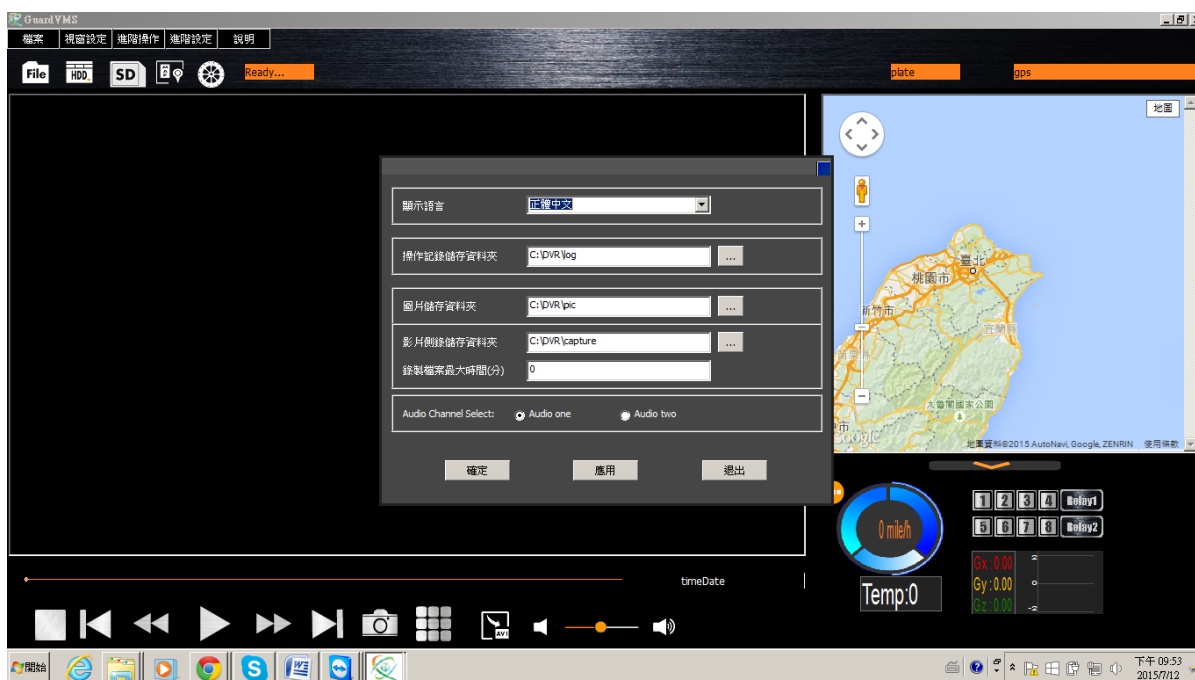 GuardVMS
檔案 視窗設定 進階操作 進階設定 說明
File HDD SD Ready... plate gps
地圖
顯示語言 正體中文
操作記錄儲存資料夾 C:\DVR\log ...
圖片儲存資料夾 C:\DVR\pic ...
影片側錄儲存資料夾 C:\DVR\capture ...
錄製檔案最大時間(分) 0
Audio Channel Select: Audio one Audio two
確定 應用 退出
臺北
桃園市
新竹市
宜蘭縣
苗栗縣
太魯閣國家公園
市
Google
地圖資料©2015 AutoNavi, Google, ZENRIN 使用條款
0 mile/h
1 2 3 4 Relay1
5 6 7 8 Relay2
Gx:0.00 2
Gy:0.00 0
Gz:0.00 -2
Temp:0
timeDate
AVI
開始
下午 09:53
2015/7/12